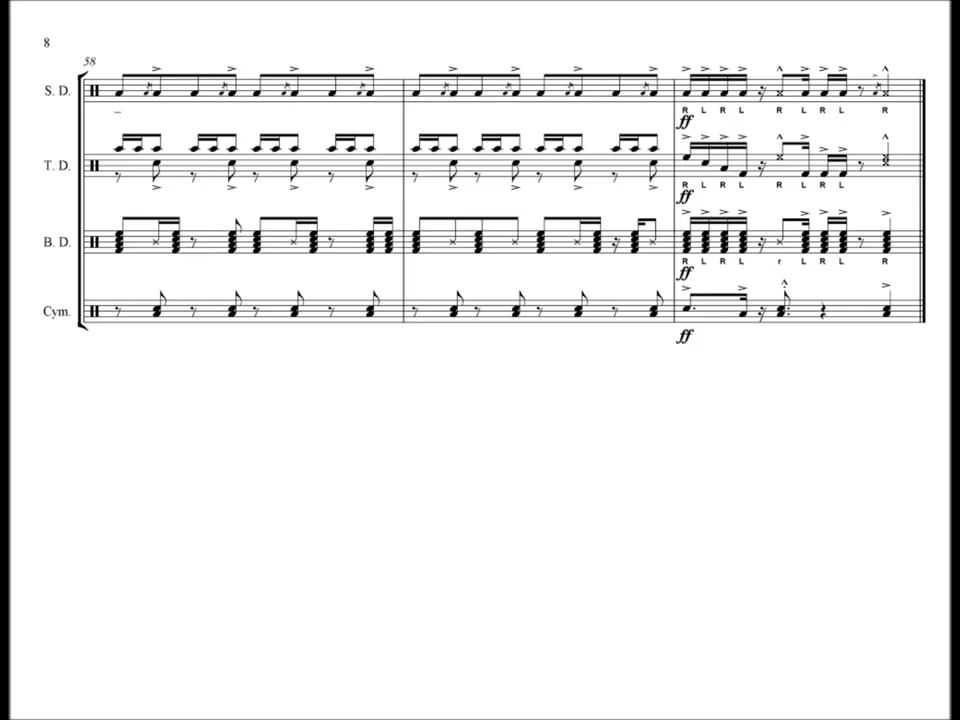 8
58
S. D.
...
R L R L R L R L R
ff
T. D.
R L R L R L R L
ff
B. D.
R L R L r L R L R
ff
Cym.
ff